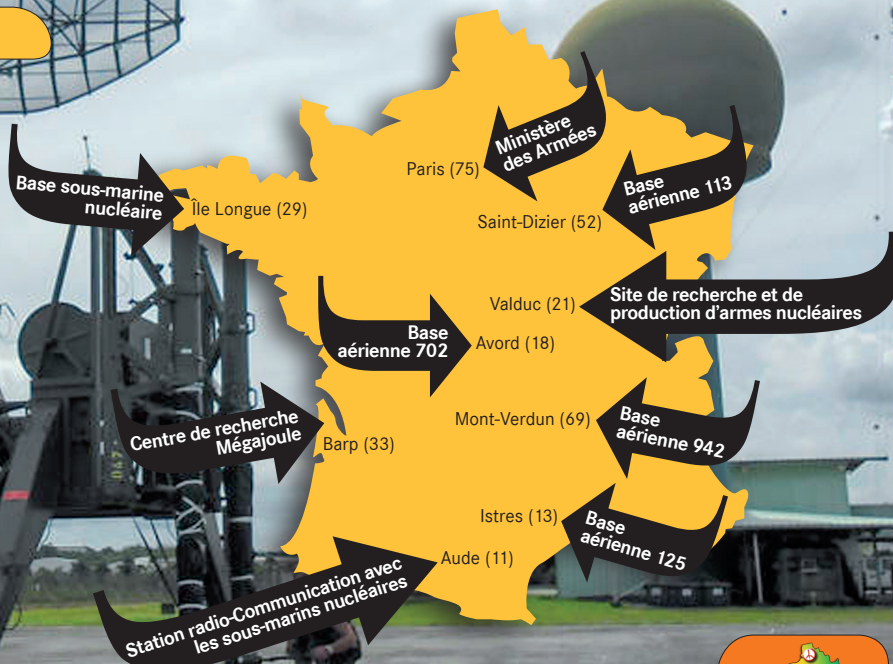 Ministère
des Armées
Paris (75)
Base sous-marine
nucléaire
Île Longue (29)
Base
aérienne 113
Saint-Dizier (52)
Valduc (21)
Site de recherche et de
production d'armes nucléaires
Base
aérienne 702
Avord (18)
Centre de recherche
Mégajoule
Barp (33)
Mont-Verdun (69)
Base
aérienne 942
Istres (13)
Base
aérienne 125
Aude (11)
Station radio-Communication avec
les sous-marins nucléaires